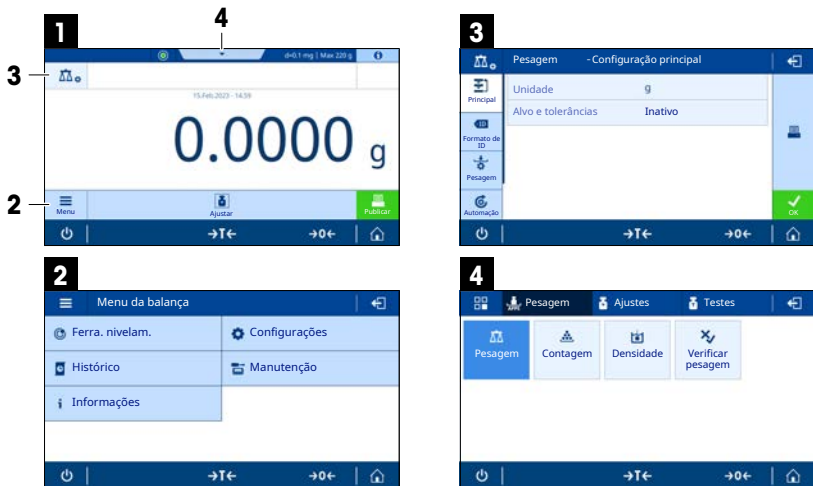 1
4
d=0.1 mg | Max 220 g
3
15.Feb.2023 - 14:59
0.0000 g
2
Menu
Ajustar
Publicar
→T←
→0←
3
Pesagem - Configuração principal
Principal
Unidade g
Alvo e tolerâncias Inativo
ID
Formato de
ID
Pesagem
Automação
OK
→T←
→0←
2
Menu da balança
Ferra. nivelam.
Configurações
Histórico
Manutenção
i Informações
→T←
→0←
4
Pesagem
Ajustes
Testes
Pesagem
Contagem
Densidade
Verificar
pesagem
→T←
→0←